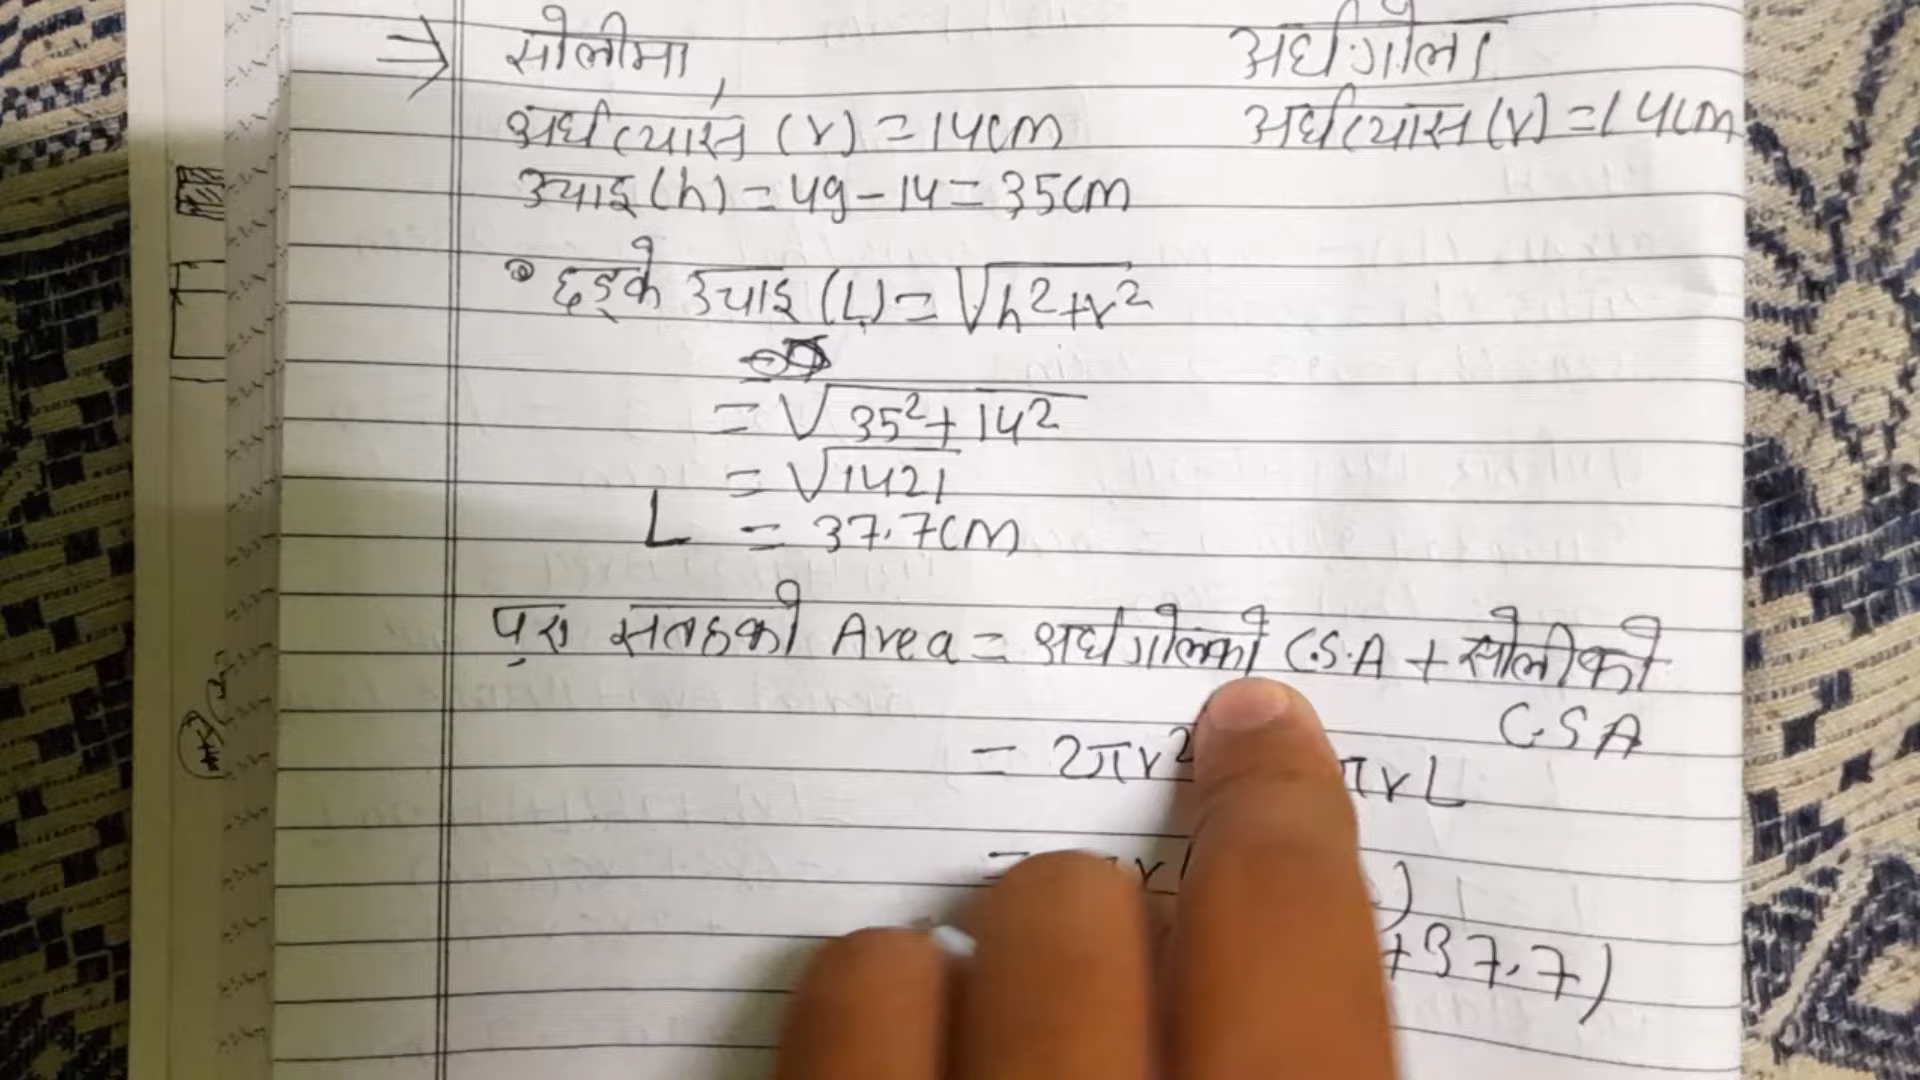 ⇒ सोलीमा, अर्धगोला
अर्धव्यास (r) = 14cm अर्धव्यास (r) = 14cm
उचाइ (h) = 49 - 14 = 35cm
छड्के उचाइ (L) = √h²+r²
= √35²+14²
= √1421
L = 37.7cm
पुरा सतहको Area = अर्धगोलको C.S.A + सोलीको
C.S.A
= 2πr² πrL
= r( )
+37.7)